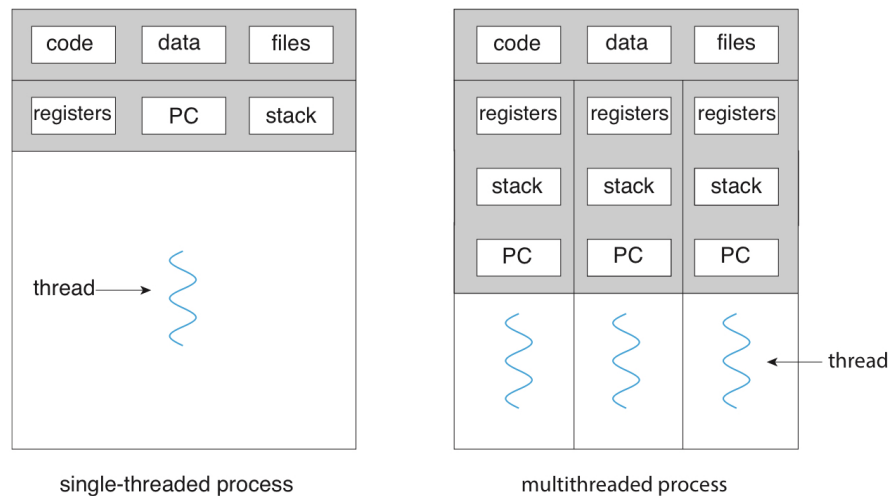 code data files
registers PC stack
thread
single-threaded process
code data files
registers registers registers
stack stack stack
PC PC PC
thread
multithreaded process